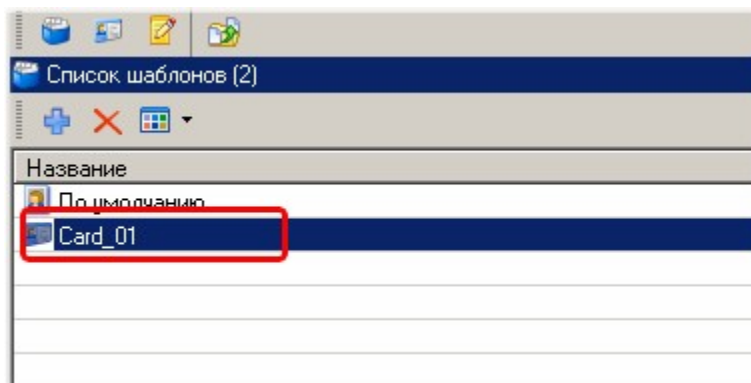 Список шаблонов (2)
Название
По умолчанию
Card_01